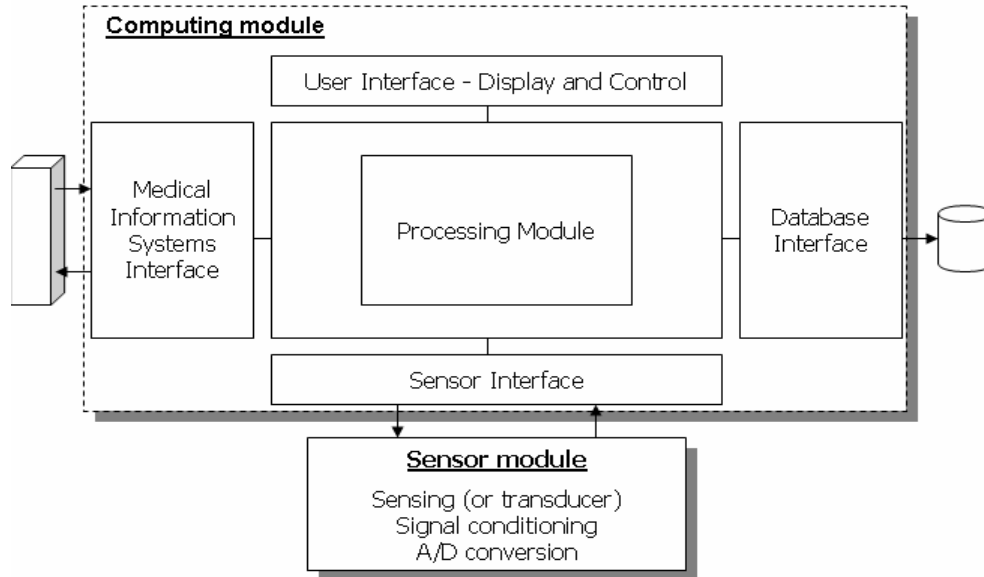 Computing module
User Interface - Display and Control
Medical
Information
Systems
Interface
Processing Module
Database
Interface
Sensor Interface
Sensor module
Sensing (or transducer)
Signal conditioning
A/D conversion